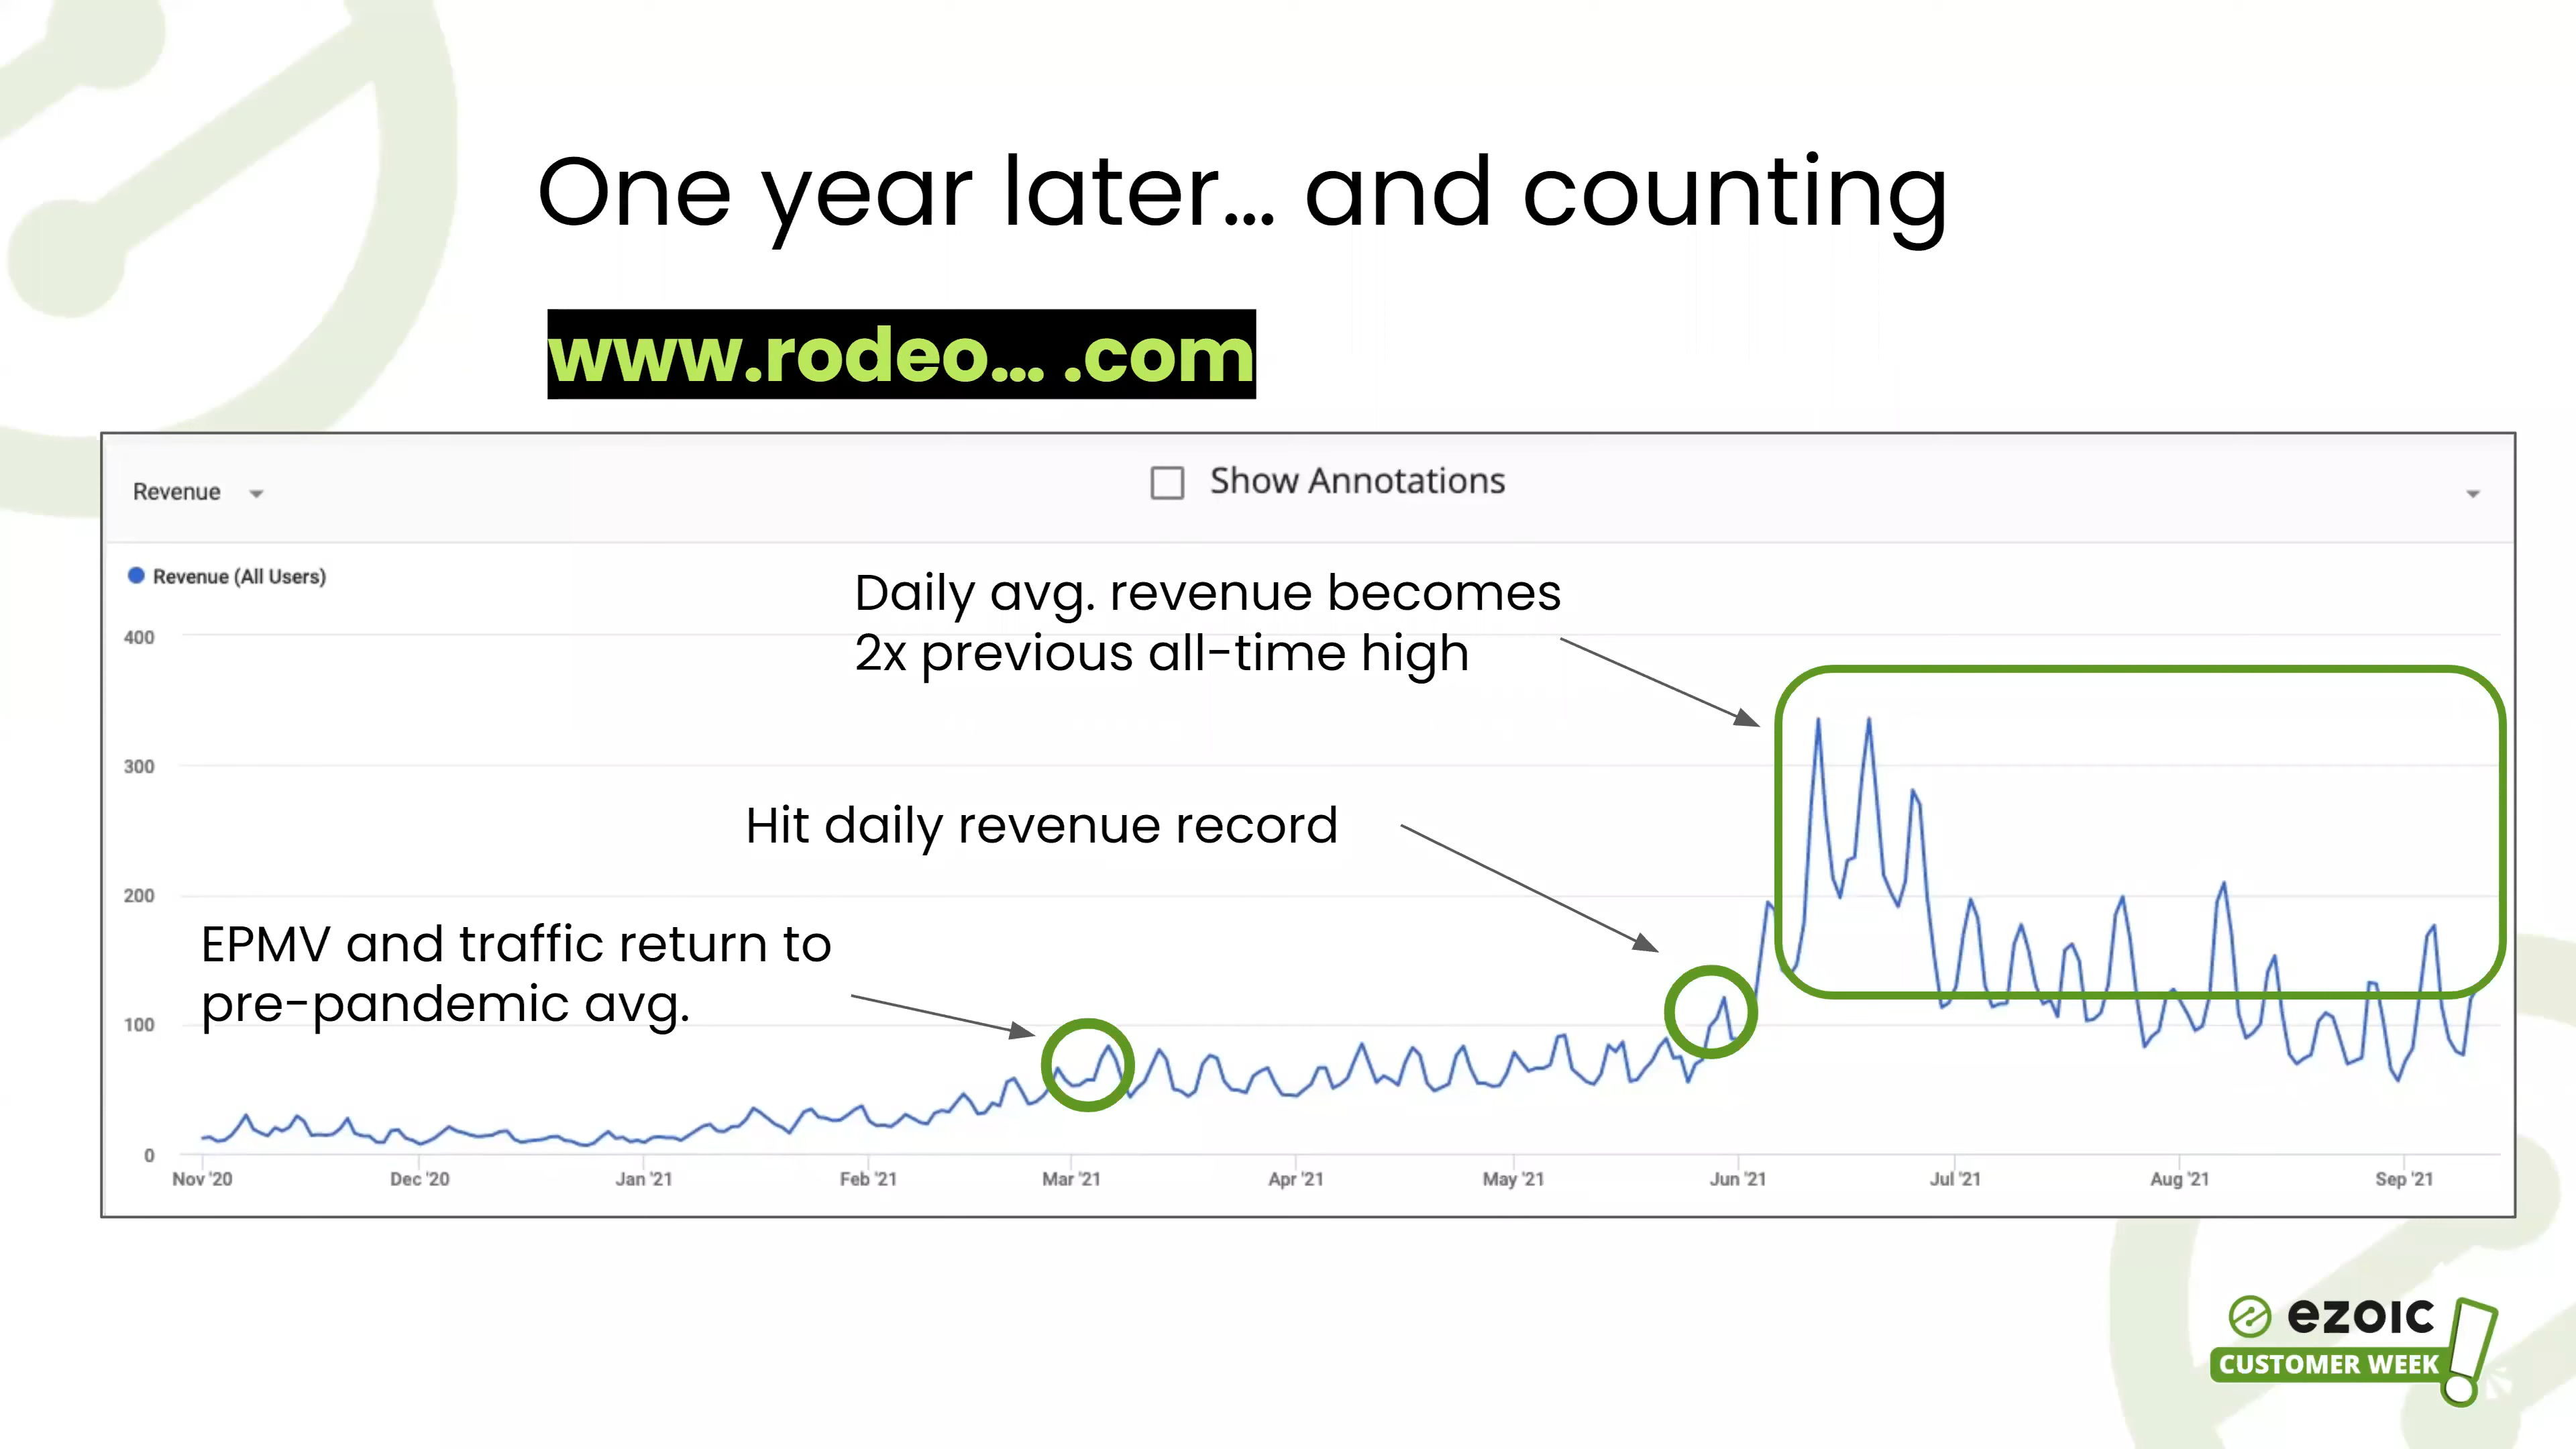 One year later... and counting
www.rodeo... .com
Revenue
Show Annotations
Revenue (All Users)
Daily avg. revenue becomes
2x previous all-time high
Hit daily revenue record
EPMV and traffic return to
pre-pandemic avg.
400
300
200
100
0
Nov '20 Dec '20 Jan '21 Feb '21 Mar '21 Apr '21 May '21 Jun '21 Jul '21 Aug '21 Sep '21
ezoic
CUSTOMER WEEK!